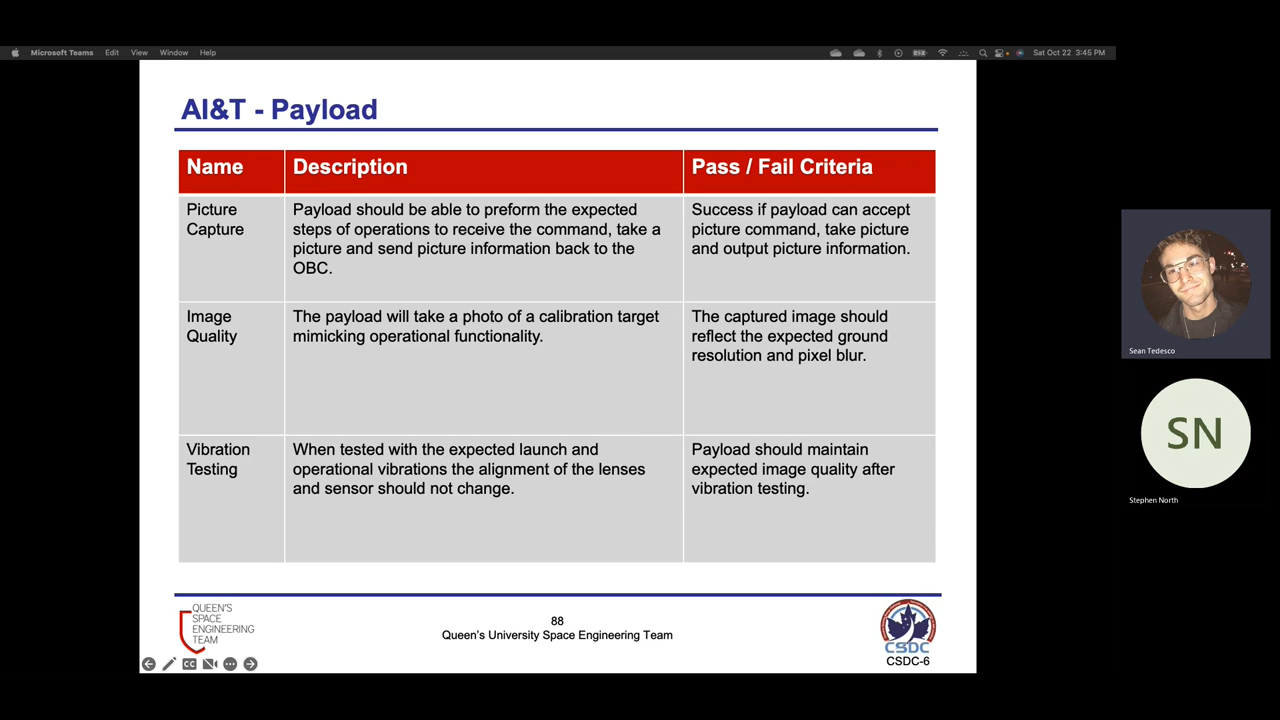 Microsoft Teams Edit View Window Help
Sat Oct 22 3:45 PM
AI&T - Payload
Name Description Pass / Fail Criteria
Picture
Capture
Payload should be able to preform the expected
steps of operations to receive the command, take a
picture and send picture information back to the
OBC.
Success if payload can accept
picture command, take picture
and output picture information.
Image
Quality
The payload will take a photo of a calibration target
mimicking operational functionality.
The captured image should
reflect the expected ground
resolution and pixel blur.
Vibration
Testing
When tested with the expected launch and
operational vibrations the alignment of the lenses
and sensor should not change.
Payload should maintain
expected image quality after
vibration testing.
QUEEN'S
SPACE
ENGINEERING
TEAM
88
Queen's University Space Engineering Team
CSDC
CSDC-6
CC
Sean Tedesco
SN
Stephen North